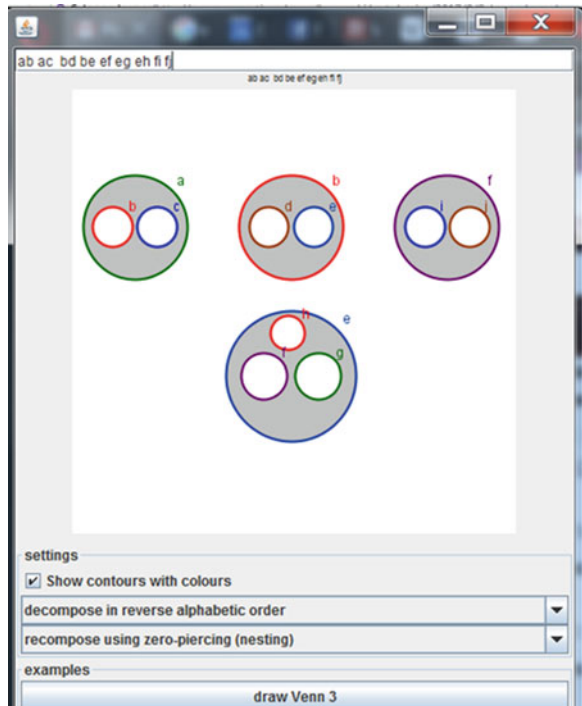 ab ac bd be ef eg eh fi fj
ab ac bd be ef eg eh fi fj
a b f
b c d e i j
h e
f g
settings
Show contours with colours
decompose in reverse alphabetic order
recompose using zero-piercing (nesting)
examples
draw Venn 3